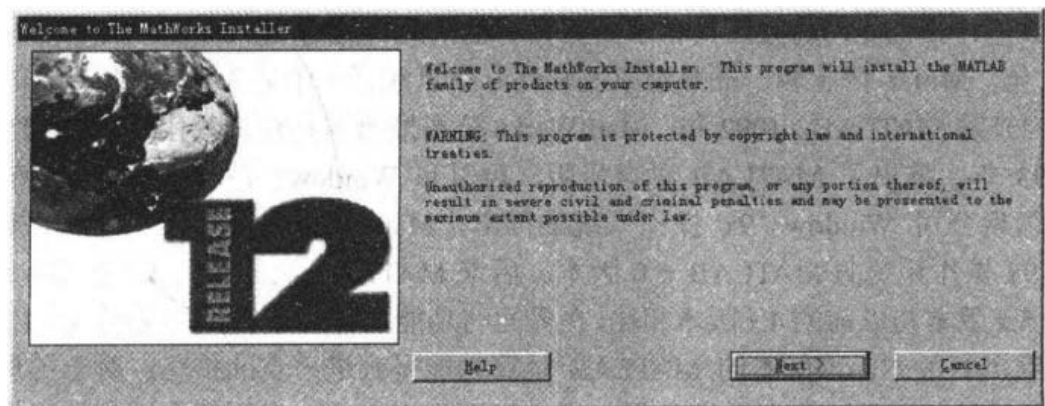 Welcome to The MathWorks Installer
Welcome to The MathWorks Installer. This program will install the MATLAB
family of products on your computer.
WARNING: This program is protected by copyright law and international
treaties.
Unauthorized reproduction of this program, or any portion thereof, will
result in severe civil and criminal penalties and may be prosecuted to the
maximum extent possible under law.
RELEASE
12
Help
Next >
Cancel